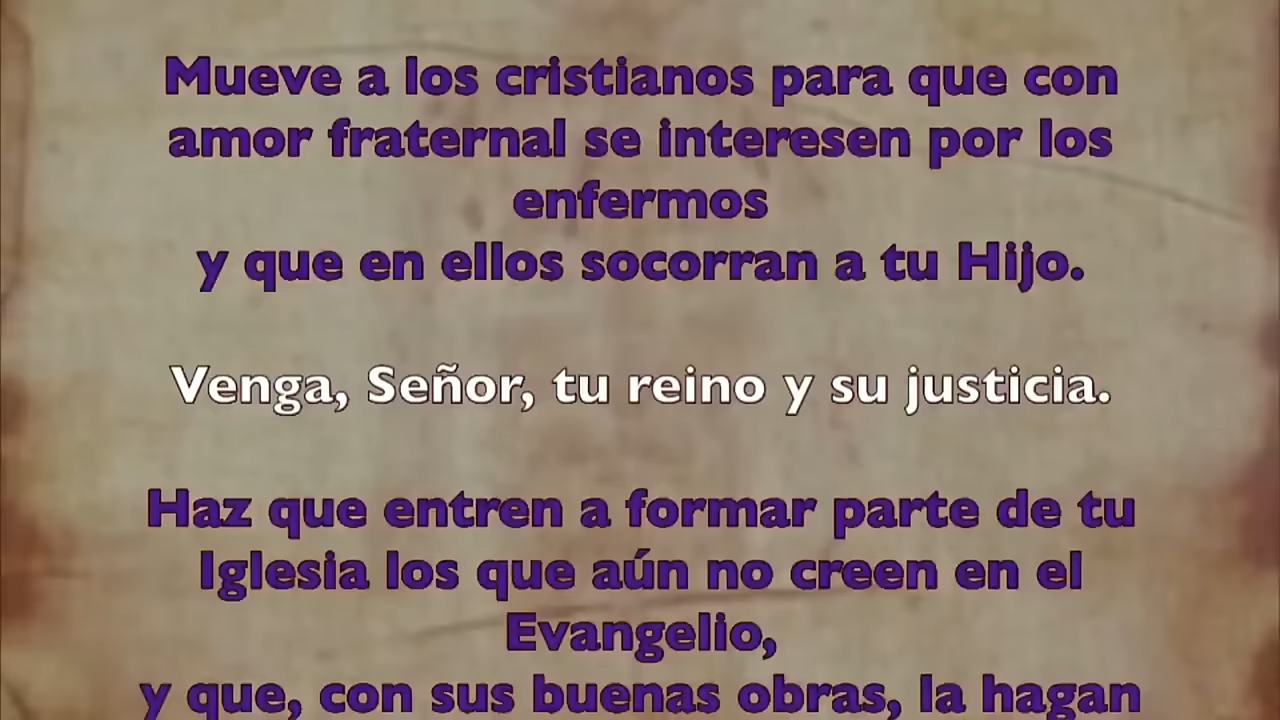 Mueve a los cristianos para que con
amor fraternal se interesen por los
enfermos
y que en ellos socorran a tu Hijo.
Venga, Señor, tu reino y su justicia.
Haz que entren a formar parte de tu
Iglesia los que aún no creen en el
Evangelio,
y que, con sus buenas obras, la hagan